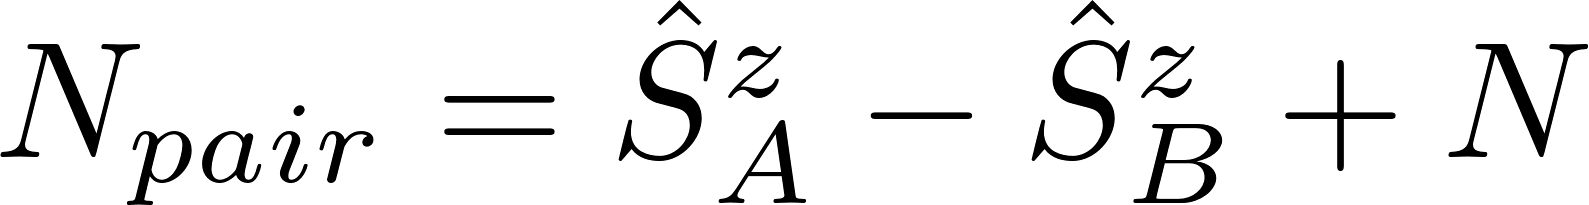 $N_{pair} = \hat{S}^z_A - \hat{S}^z_B + N$